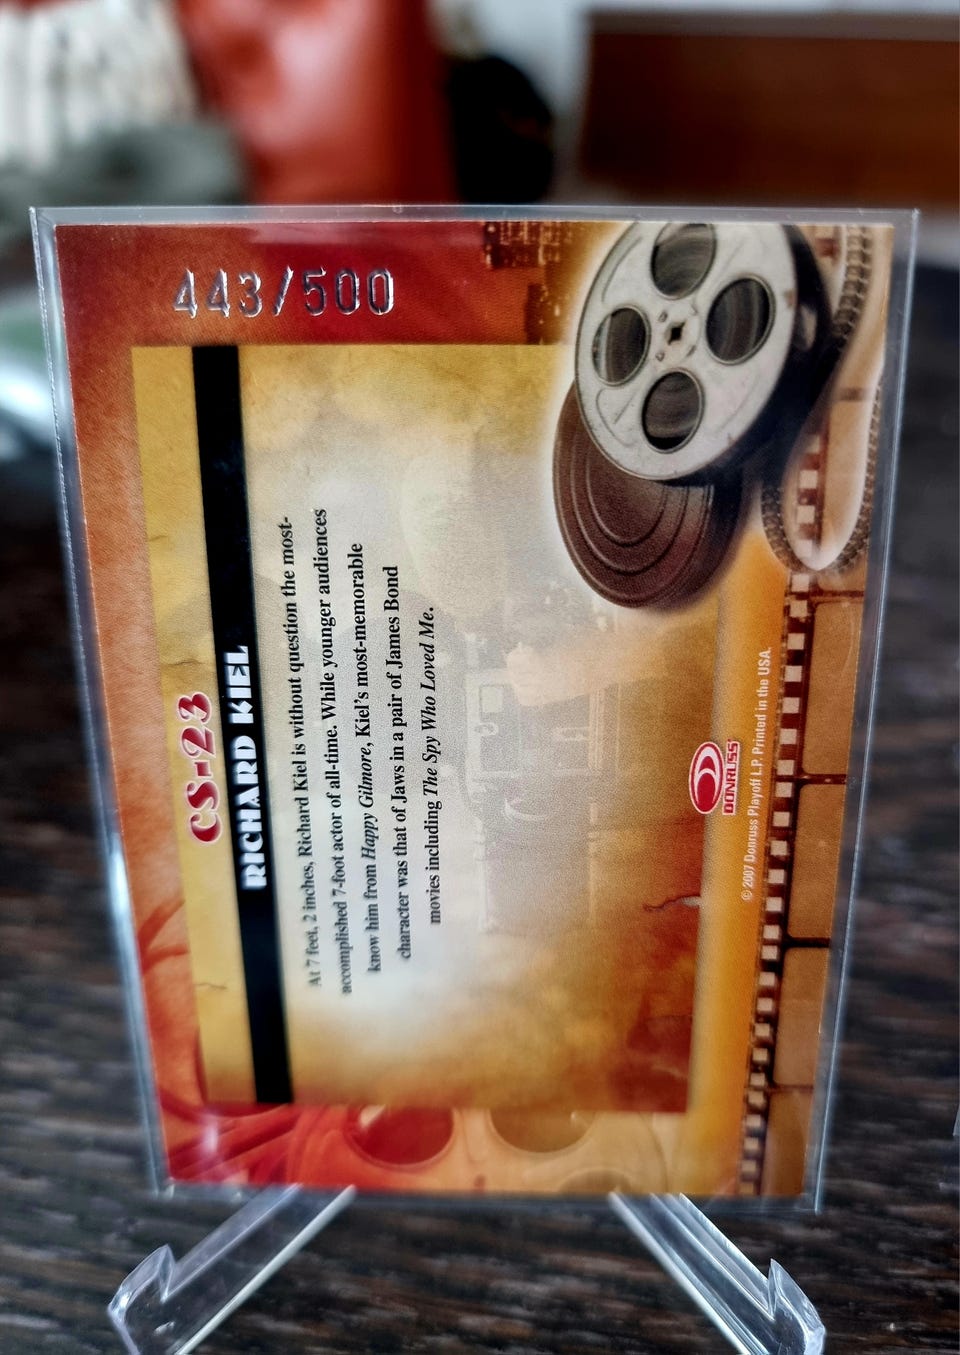 443/500
CS-23
RICHARD KIEL
At 7 feet, 2 inches, Richard Kiel is without question the most-
accomplished 7-foot actor of all-time. While younger audiences
know him from Happy Gilmore, Kiel's most-memorable
character was that of Jaws in a pair of James Bond
movies including The Spy Who Loved Me.
DONRUSS
© 2007 Donruss Playoff L.P. Printed in the USA.